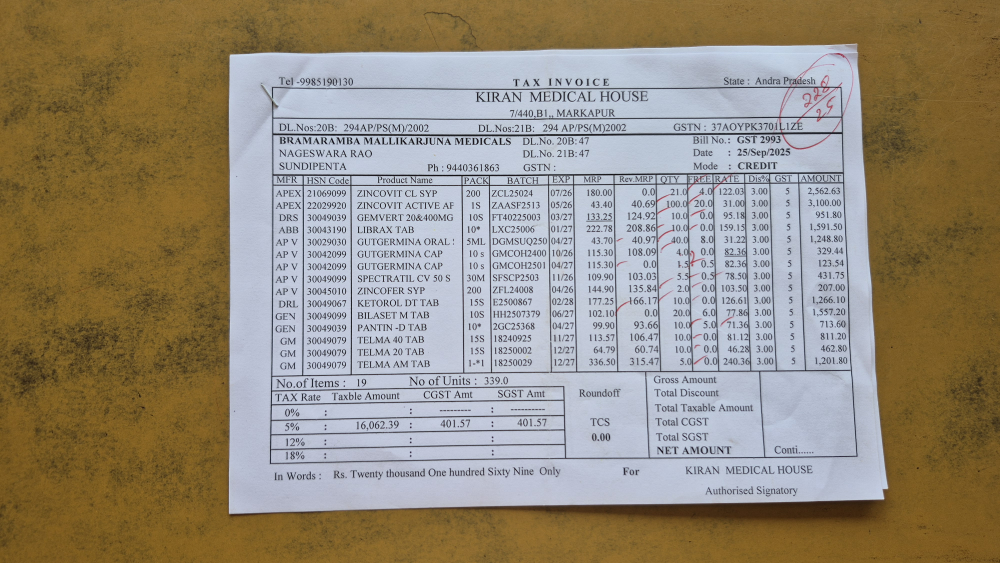 Tel -9985190130 TAX INVOICE State : Andra Pradesh
KIRAN MEDICAL HOUSE
7/440,B1,, MARKAPUR
228/25
DL.Nos:20B: 294AP/PS(M)/2002 DL.Nos:21B: 294 AP/PS(M)2002 GSTN : 37AOYPK3701L1ZE
BRAMARAMBA MALLIKARJUNA MEDICALS DL.No. 20B:47 Bill No.: GST 2993
NAGESWARA RAO DL.No. 21B:47 Date : 25/Sep/2025
SUNDIPENTA Ph : 9440361863 GSTN : Mode : CREDIT
MFR HSN Code Product Name PACK BATCH EXP MRP Rev.MRP QTY FREE RATE Dis% GST AMOUNT
APEX 21069099 ZINCOVIT CL SYP 200 ZCL25024 07/26 180.00 0.0 21.0 4.0 122.03 3.00 5 2,562.63
APEX 22029920 ZINCOVIT ACTIVE AF 1S ZAASF2513 05/26 43.40 40.69 100.0 20.0 31.00 3.00 5 3,100.00
DRS 30049039 GEMVERT 20&400MG 10S FT40225003 03/27 133.25 124.92 10.0 0.0 95.18 3.00 5 951.80
ABB 30043190 LIBRAX TAB 10* LXC25006 01/27 222.78 208.86 10.0 0.0 159.15 3.00 5 1,591.50
AP V 30029030 GUTGERMINA ORAL : 5ML DGMSUQ250 04/27 43.70 40.97 40.0 8.0 31.22 3.00 5 1,248.80
AP V 30042099 GUTGERMINA CAP 10 s GMCOH2400 10/26 115.30 108.09 4.0 0.0 82.36 3.00 5 329.44
AP V 30042099 GUTGERMINA CAP 10 s GMCOH2501 04/27 115.30 0.0 1.5 0.5 82.36 3.00 5 123.54
AP V 30049099 SPECTRATIL CV 50 S 30M SFSCP2503 11/26 109.90 103.03 5.5 0.5 78.50 3.00 5 431.75
AP V 30045010 ZINCOFER SYP 200 ZFL24008 04/26 144.90 135.84 2.0 0.0 103.50 3.00 5 207.00
DRL 30049067 KETOROL DT TAB 15S E2500867 02/28 177.25 166.17 10.0 0.0 126.61 3.00 5 1,266.10
GEN 30049079 BILASET M TAB 10S HH2507379 06/27 102.10 0.0 20.0 6.0 77.86 3.00 5 1,557.20
GEN 30049039 PANTIN -D TAB 10* 2GC25368 04/27 99.90 93.66 10.0 5.0 71.36 3.00 5 713.60
GM 30049079 TELMA 40 TAB 15S 18240925 11/27 113.57 106.47 10.0 0.0 81.12 3.00 5 811.20
GM 30049079 TELMA 20 TAB 15S 18250002 12/27 64.79 60.74 10.0 0.0 46.28 3.00 5 462.80
GM 30049079 TELMA AM TAB 1-*1 18250029 12/27 336.50 315.47 5.0 0.0 240.36 3.00 5 1,201.80
No.of Items : 19 No of Units : 339.0 Gross Amount
TAX Rate Taxble Amount CGST Amt SGST Amt Roundoff Total Discount
0% : : --------- : --------- Total Taxable Amount
5% : 16,062.39 : 401.57 : 401.57 TCS Total CGST
12% : : : 0.00 Total SGST
18% : : : NET AMOUNT Conti......
In Words : Rs. Twenty thousand One hundred Sixty Nine Only For KIRAN MEDICAL HOUSE
Authorised Signatory